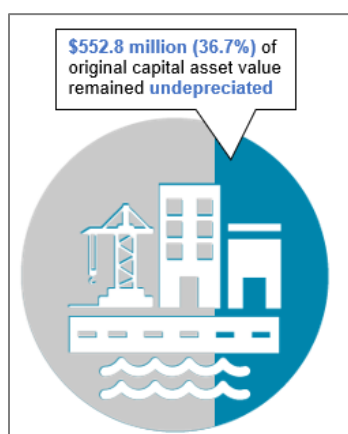 $552.8 million (36.7%) of
original capital asset value
remained undepreciated